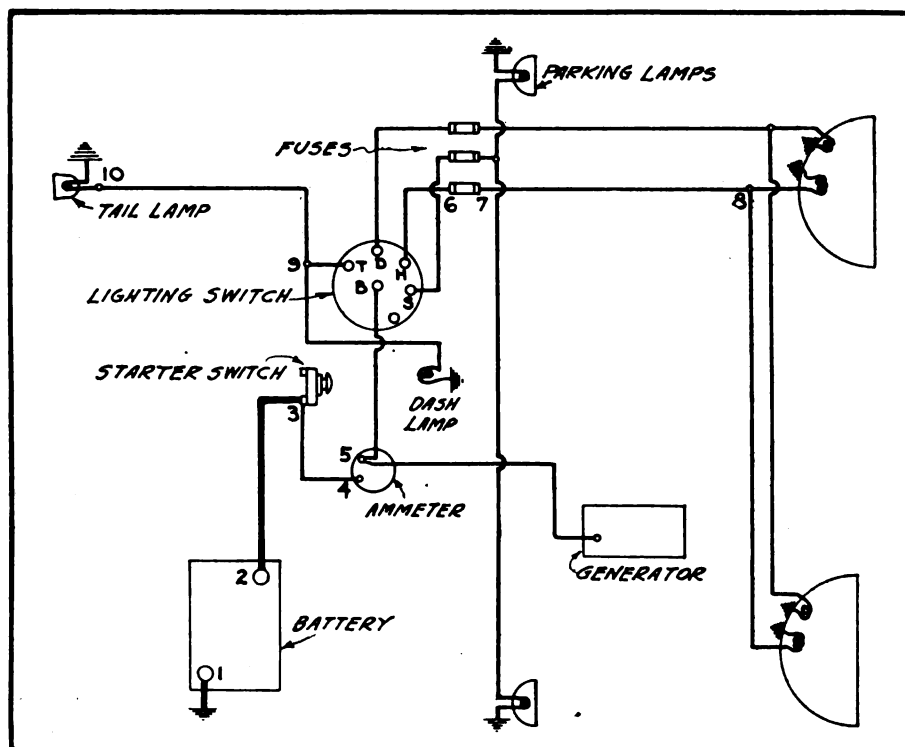 PARKING LAMPS
FUSES
10
TAIL LAMP
6 7
8
9
T D H
B S
LIGHTING SWITCH
STARTER SWITCH
3
DASH
LAMP
5
4
AMMETER
GENERATOR
2
BATTERY
1